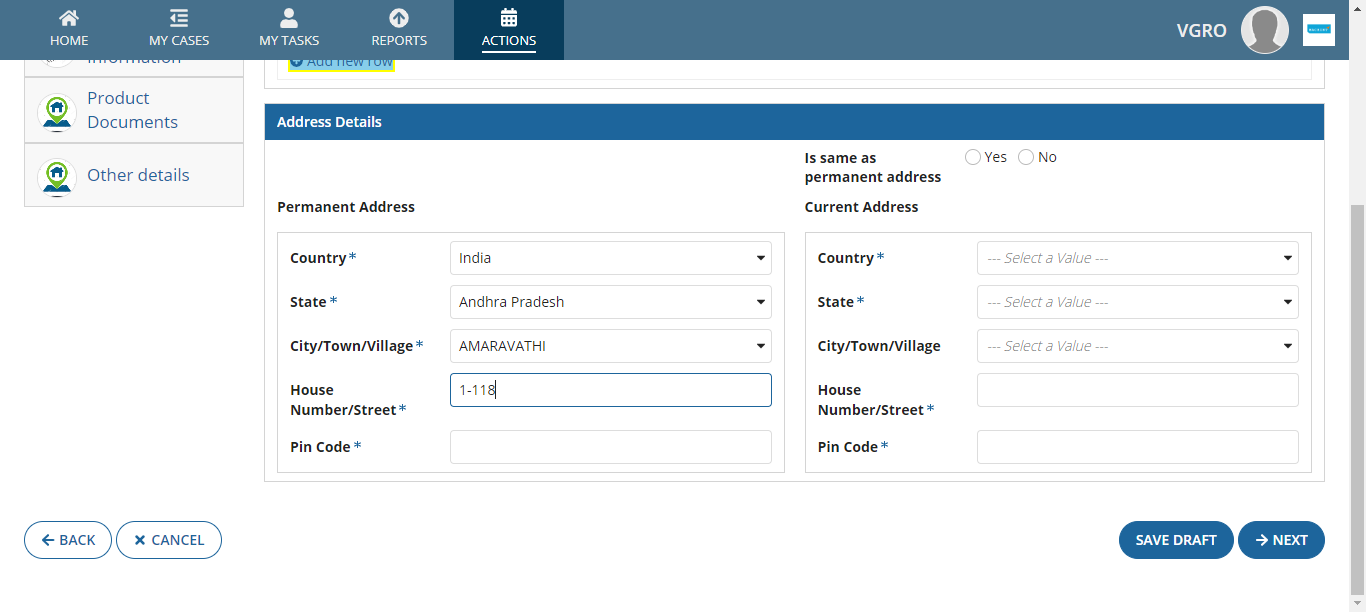 HOME
MY CASES
MY TASKS
REPORTS
ACTIONS
VGRO
Information
Product
Documents
Other details
Add new row
Address Details
Is same as
permanent address
Yes
No
Permanent Address
Current Address
Country*
India
State*
Andhra Pradesh
City/Town/Village*
AMARAVATHI
House
Number/Street*
1-118
Pin Code*
Country*
--- Select a Value ---
State*
--- Select a Value ---
City/Town/Village
--- Select a Value ---
House
Number/Street*
Pin Code*
BACK
CANCEL
SAVE DRAFT
NEXT